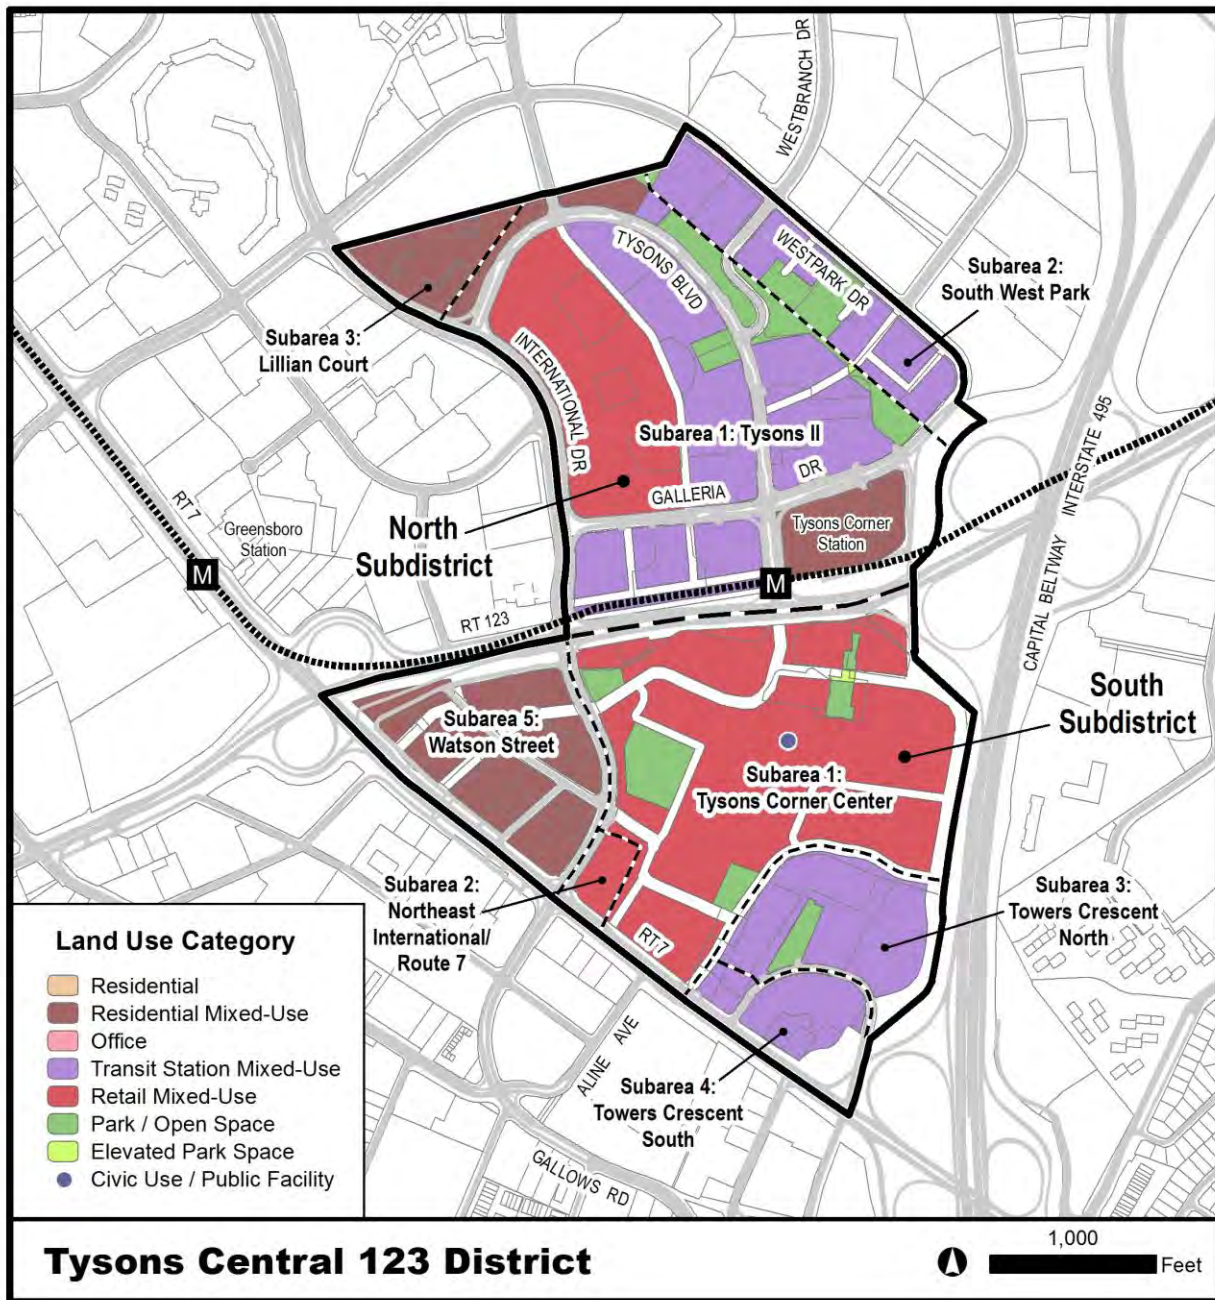 WESTBRANCH DR
TYSONS BLVD
WESTPARK DR
Subarea 2:
South West Park
Subarea 3:
Lillian Court
INTERNATIONAL DR
Subarea 1: Tysons II
GALLERIA
DR
CAPITAL BELTWAY INTERSTATE 495
RT 7
Greensboro
Station
M
North
Subdistrict
Tysons Corner
Station
M
RT 123
South
Subdistrict
Subarea 5:
Watson Street
Subarea 1:
Tysons Corner Center
Subarea 2:
Northeast
International/
Route 7
RT 7
Subarea 3:
Towers Crescent
North
ALINE AVE
Subarea 4:
Towers Crescent
South
GALLOWS RD
Land Use Category
Residential
Residential Mixed-Use
Office
Transit Station Mixed-Use
Retail Mixed-Use
Park / Open Space
Elevated Park Space
Civic Use / Public Facility
Tysons Central 123 District
1,000
Feet